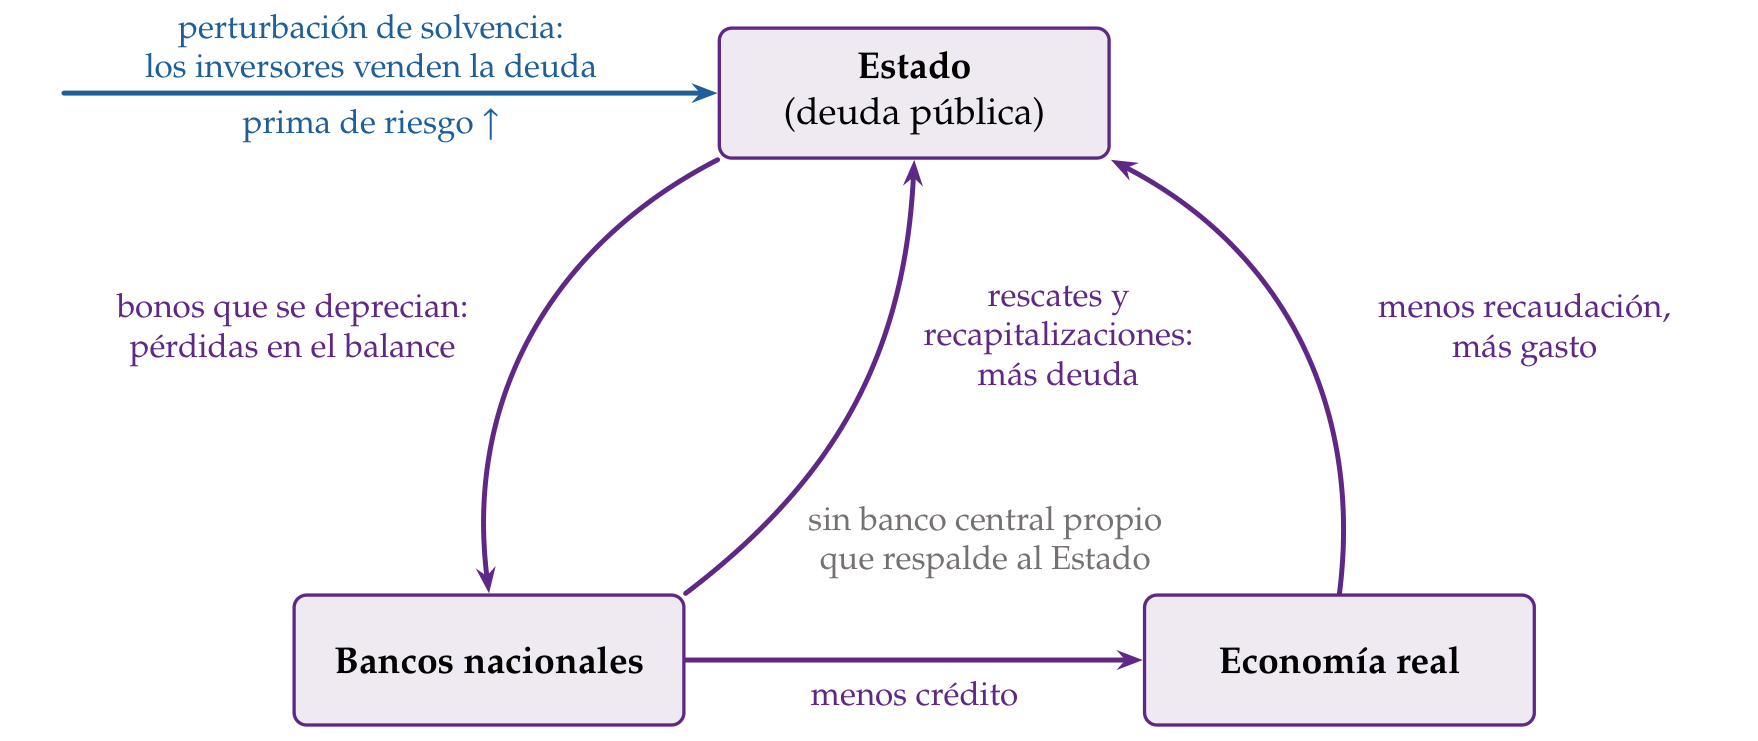 perturbación de solvencia:
los inversores venden la deuda
prima de riesgo ↑
Estado
(deuda pública)
bonos que se deprecian:
pérdidas en el balance
rescates y
recapitalizaciones:
más deuda
menos recaudación,
más gasto
sin banco central propio
que respalde al Estado
Bancos nacionales
menos crédito
Economía real